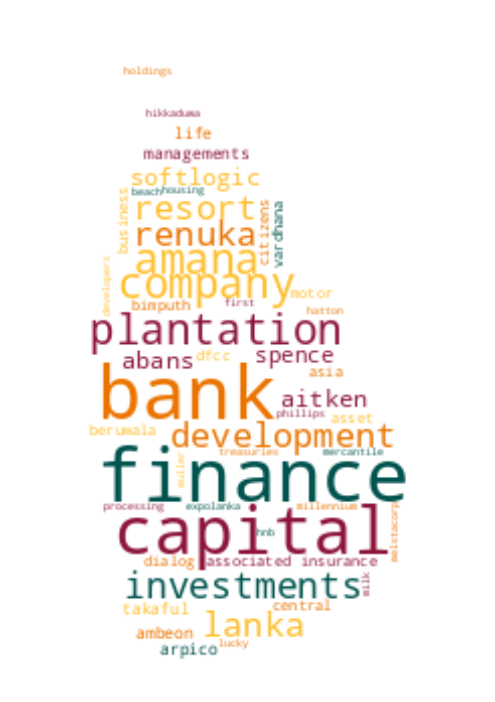 holdings
hikkaduwa
life
managements
softlogic
beach housing
business
resort
citizens
vardhana
renuka
amana
developers
company
motor
bimputh
first
hatton
plantation
abans
dfcc
spence
asia
bank
aitken
phillips
asset
berumala
development
treasuries
mercantile
muller
finance
processing
expolanka
millennium
melstacorp
capital
hnb
dialog
associated insurance
investments
milk
takaful
central
lanka
ambeon
lucky
arpico